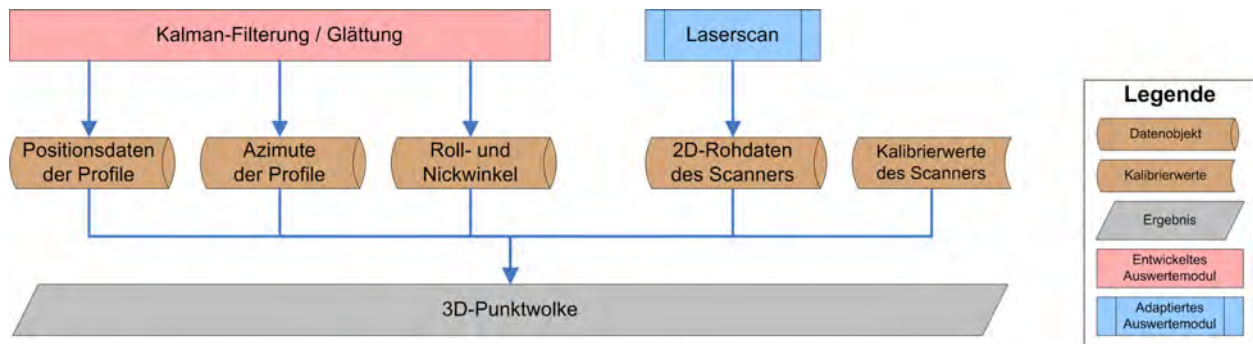 Kalman-Filterung / Glättung
Laserscan
Positionsdaten
der Profile
Azimute
der Profile
Roll- und
Nickwinkel
2D-Rohdaten
des Scanners
Kalibrierwerte
des Scanners
3D-Punktwolke
Legende
Datenobjekt
Kalibrierwerte
Ergebnis
Entwickeltes
Auswertemodul
Adaptiertes
Auswertemodul